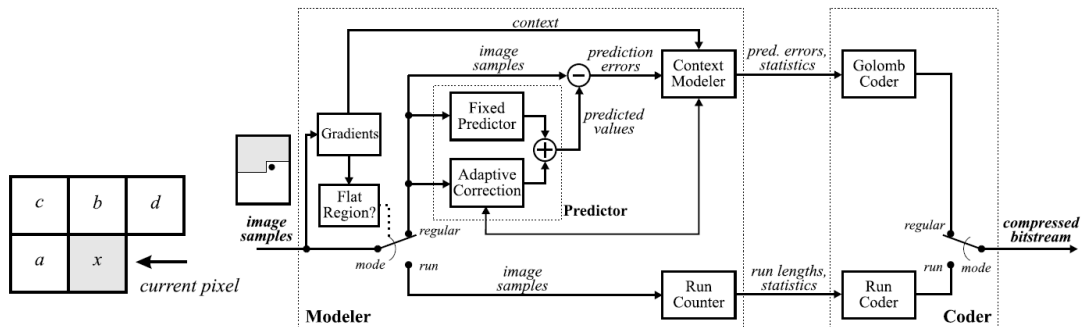 c b d
a x
current pixel
image
samples
Gradients
Flat
Region?
mode
context
image
samples
Fixed
Predictor
Adaptive
Correction
Predictor
−
+
prediction
errors
predicted
values
regular
run
image
samples
Context
Modeler
Run
Counter
Modeler
pred. errors,
statistics
run lengths,
statistics
Golomb
Coder
Run
Coder
regular
run
mode
Coder
compressed
bitstream